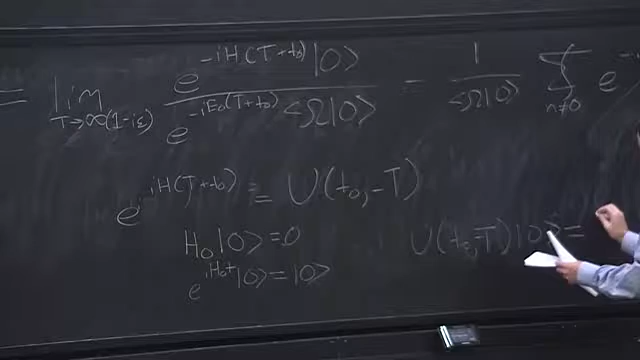 = lim T→∞(1-iε) e^{-iH(T+t₀)}|0⟩ / e^{-iE₀(T+t₀)}⟨Ω|0⟩ = 1/⟨Ω|0⟩ Σ n≠0 e^{-
e^{-iH(T+t₀)} = U(t₀,-T)
H₀|0⟩=0
U(t₀,-T)|0⟩=
e^{iH₀t}|0⟩=|0⟩